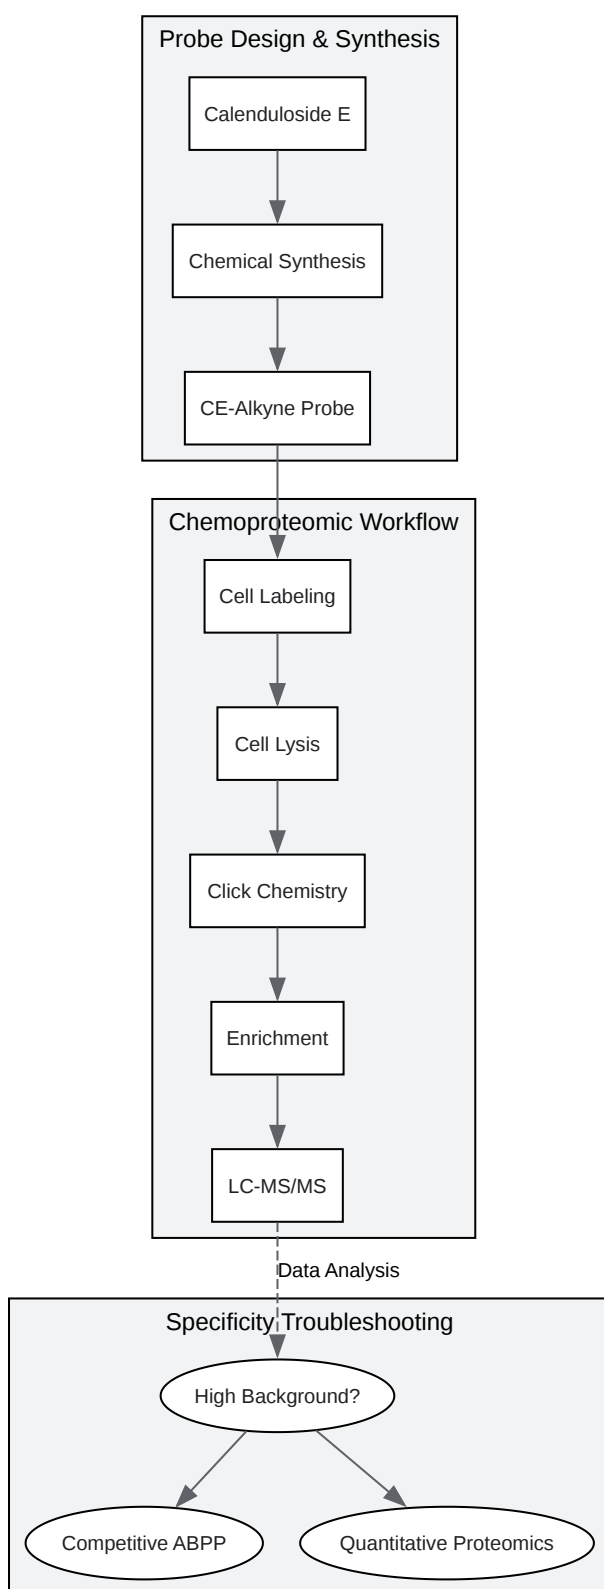 Probe Design & Synthesis
Calenduloside E
Chemical Synthesis
CE-Alkyne Probe
Chemoproteomic Workflow
Cell Labeling
Cell Lysis
Click Chemistry
Enrichment
LC-MS/MS
Data Analysis
Specificity Troubleshooting
High Background?
Competitive ABPP
Quantitative Proteomics